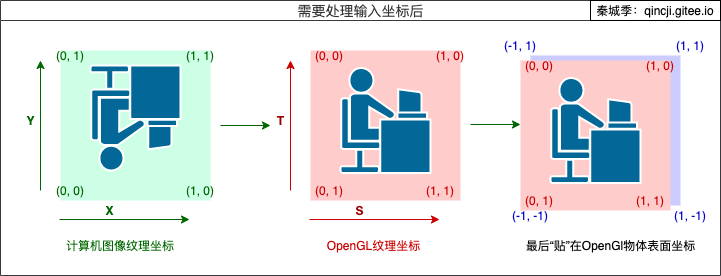 需要处理输入坐标后
秦城季：qincji.gitee.io
(0, 1) (1, 1)
Y
(0, 0) (1, 0)
X
计算机图像纹理坐标
(0, 0) (1, 0)
T
(0, 1) (1, 1)
S
OpenGL纹理坐标
(-1, 1) (1, 1)
(0, 0) (1, 0)
(0, 1) (1, 1)
(-1, -1) (1, -1)
最后“贴”在OpenGl物体表面坐标